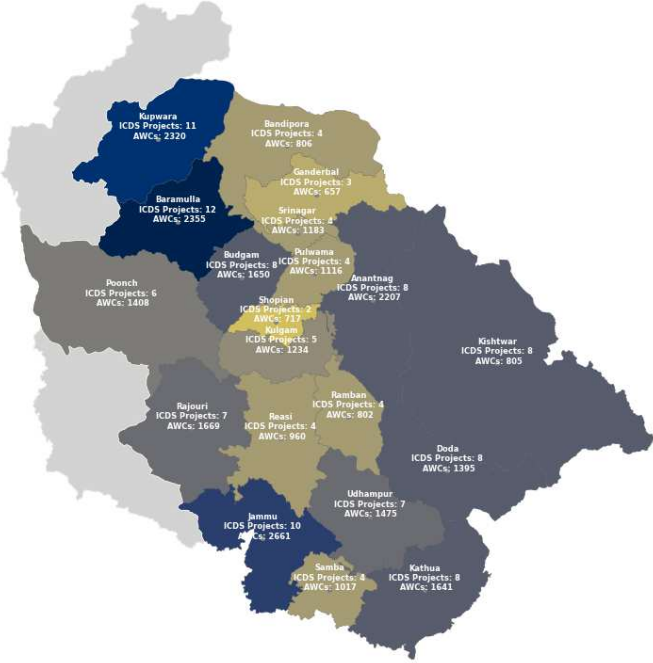 Kupwara
ICDS Projects: 11
AWCs: 2320
Bandipora
ICDS Projects: 4
AWCs: 806
Ganderbal
ICDS Projects: 3
AWCs: 657
Baramulla
ICDS Projects: 12
AWCs: 2355
Srinagar
ICDS Projects: 4
AWCs: 1183
Budgam
ICDS Projects: 8
AWCs: 1650
Pulwama
ICDS Projects: 4
AWCs: 1116
Anantnag
ICDS Projects: 8
AWCs: 2207
Poonch
ICDS Projects: 6
AWCs: 1408
Shopian
ICDS Projects: 2
AWCs: 717
Kulgam
ICDS Projects: 5
AWCs: 1234
Kishtwar
ICDS Projects: 8
AWCs: 805
Rajouri
ICDS Projects: 7
AWCs: 1669
Reasi
ICDS Projects: 4
AWCs: 960
Ramban
ICDS Projects: 4
AWCs: 802
Doda
ICDS Projects: 8
AWCs: 1395
Udhampur
ICDS Projects: 7
AWCs: 1475
Jammu
ICDS Projects: 10
AWCs: 2661
Samba
ICDS Projects: 4
AWCs: 1017
Kathua
ICDS Projects: 8
AWCs: 1641